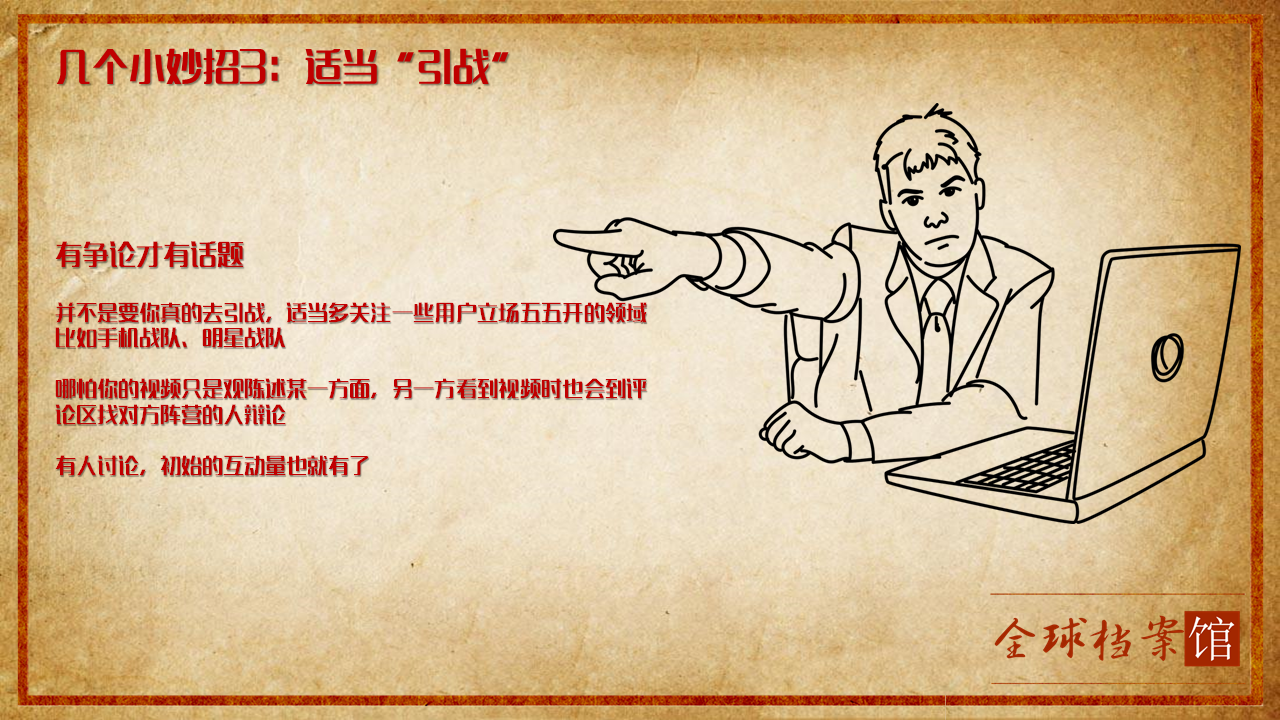 几个小妙招3：适当“引战”
有争论才有话题
并不是要你真的去引战，适当多关注一些用户立场五五开的领域
比如手机战队、明星战队
哪怕你的视频只是观陈述某一方面，另一方看到视频时也会到评
论区找对方阵营的人辩论
有人讨论，初始的互动量也就有了
全球档案馆